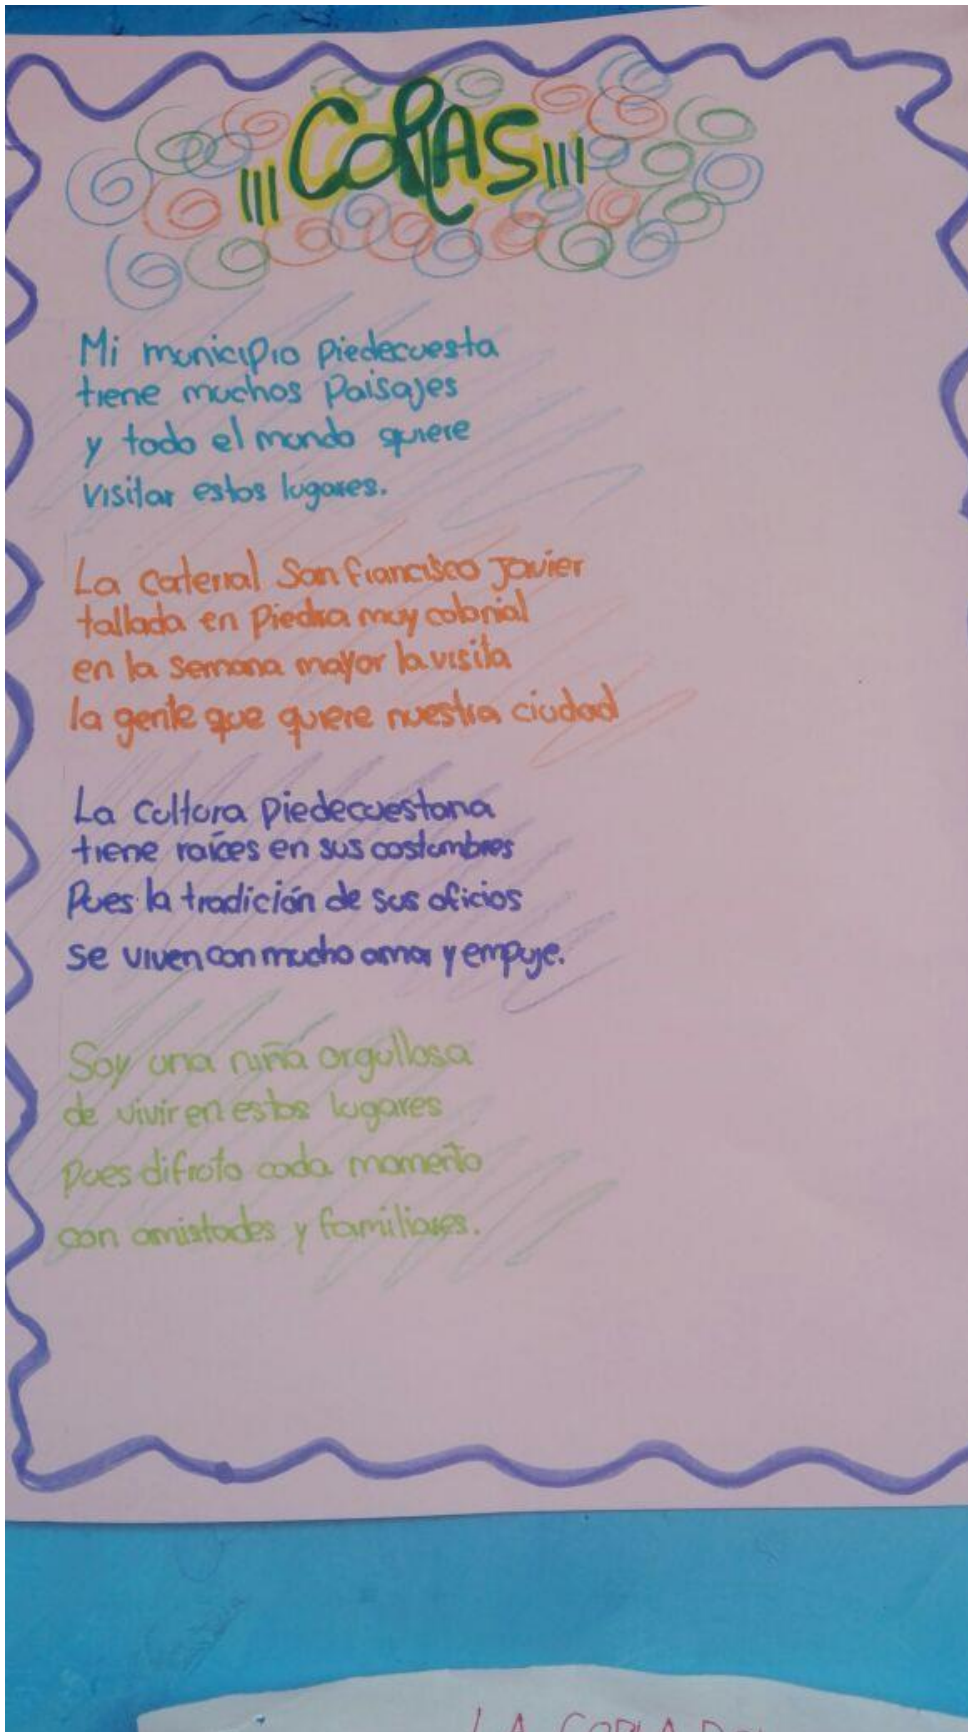 ¡¡¡COPLAS!!!
Mi municipio piedecuesta
tiene muchos paisajes
y todo el mundo quiere
visitar estos lugares.
La caterral San francisco Javier
tallada en piedra muy colonial
en la semana mayor la visita
la gente que quiere nuestra ciudad
La cultura piedecuestana
tiene raíces en sus costumbres
Pues la tradición de sus oficios
se viven con mucho amor y empuje.
Soy una niña orgullosa
de vivir en estos lugares
pues difruto cada momento
con amistades y familiares.
LA COPLA